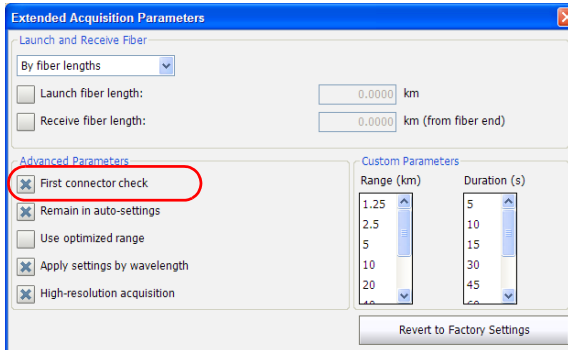 Extended Acquisition Parameters
Launch and Receive Fiber
By fiber lengths
Launch fiber length: 0.0000 km
Receive fiber length: 0.0000 km (from fiber end)
Advanced Parameters
First connector check
Remain in auto-settings
Use optimized range
Apply settings by wavelength
High-resolution acquisition
Custom Parameters
Range (km) Duration (s)
1.25 5
2.5 10
5 15
10 30
20 45
Revert to Factory Settings